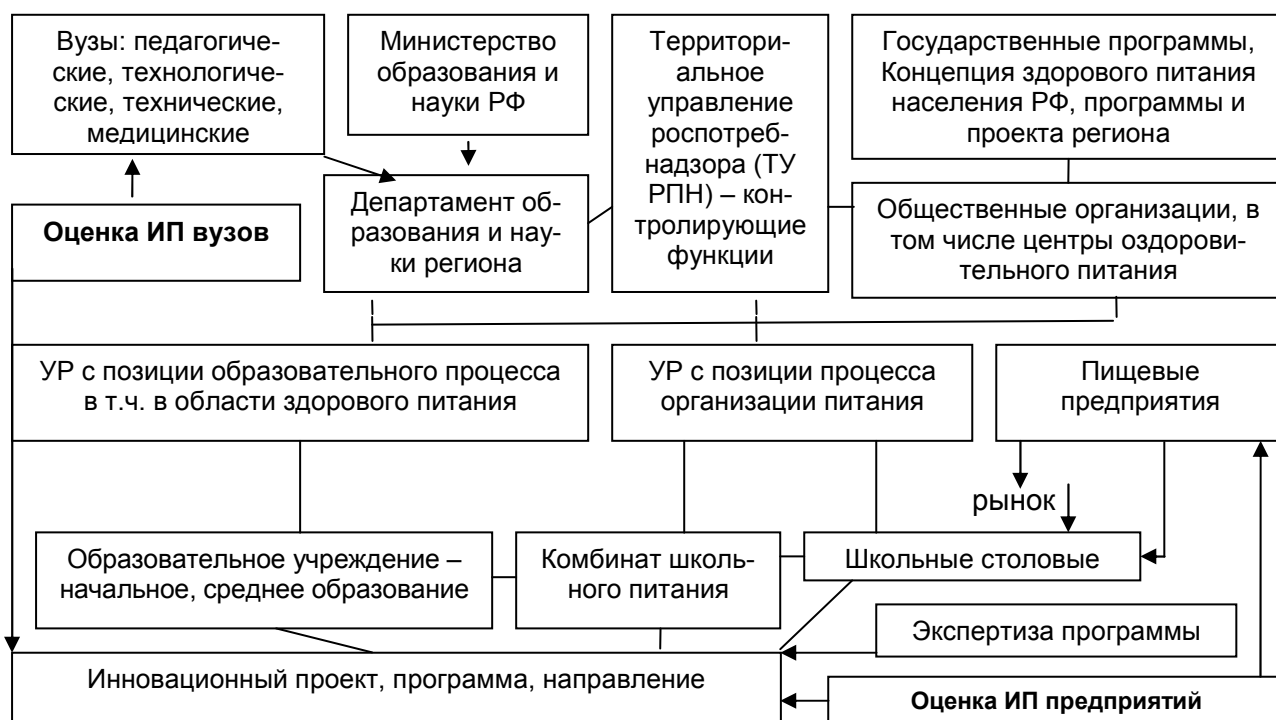 Вузы: педагогиче-
ские, технологиче-
ские, технические,
медицинские
Министерство
образования и
науки РФ
Территори-
альное
управление
роспотреб-
надзора (ТУ
РПН) – кон-
тролирующие
функции
Государственные программы,
Концепция здорового питания
населения РФ, программы и
проекта региона
Оценка ИП вузов
Департамент об-
разования и нау-
ки региона
Общественные организации, в
том числе центры оздорови-
тельного питания
УР с позиции образовательного процесса
в т.ч. в области здорового питания
УР с позиции процесса
организации питания
Пищевые
предприятия
рынок
Образовательное учреждение –
начальное, среднее образование
Комбинат школь-
ного питания
Школьные столовые
Экспертиза программы
Инновационный проект, программа, направление
Оценка ИП предприятий